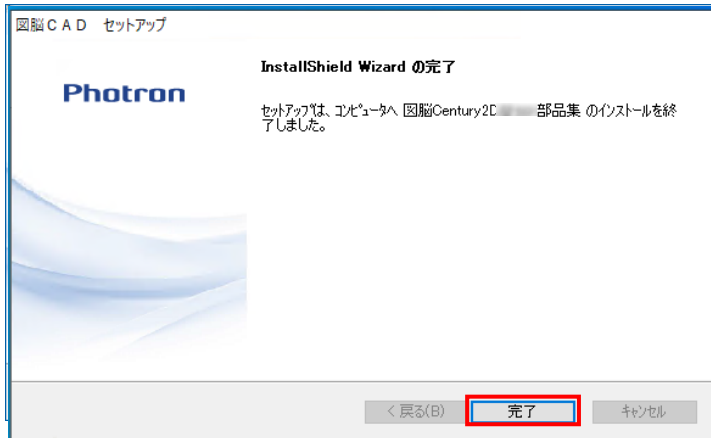 図脳ＣＡＤ　セットアップ
InstallShield Wizard の完了
Photron
ｾｯﾄｱｯﾌﾟは、ｺﾝﾋﾟｭｰﾀへ 図脳Century2D 部品集 のインストールを終
了しました。
< 戻る(B)
完了
ｷｬﾝｾﾙ